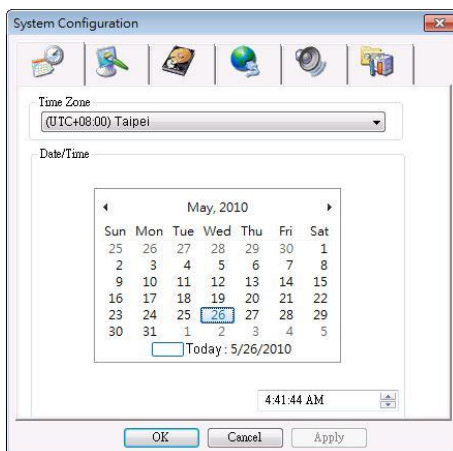 System Configuration
Time Zone
(UTC+08:00) Taipei
Date/Time
May, 2010
Sun Mon Tue Wed Thu Fri Sat
25 26 27 28 29 30 1
2 3 4 5 6 7 8
9 10 11 12 13 14 15
16 17 18 19 20 21 22
23 24 25 26 27 28 29
30 31 1 2 3 4 5
Today : 5/26/2010
4:41:44 AM
OK Cancel Apply